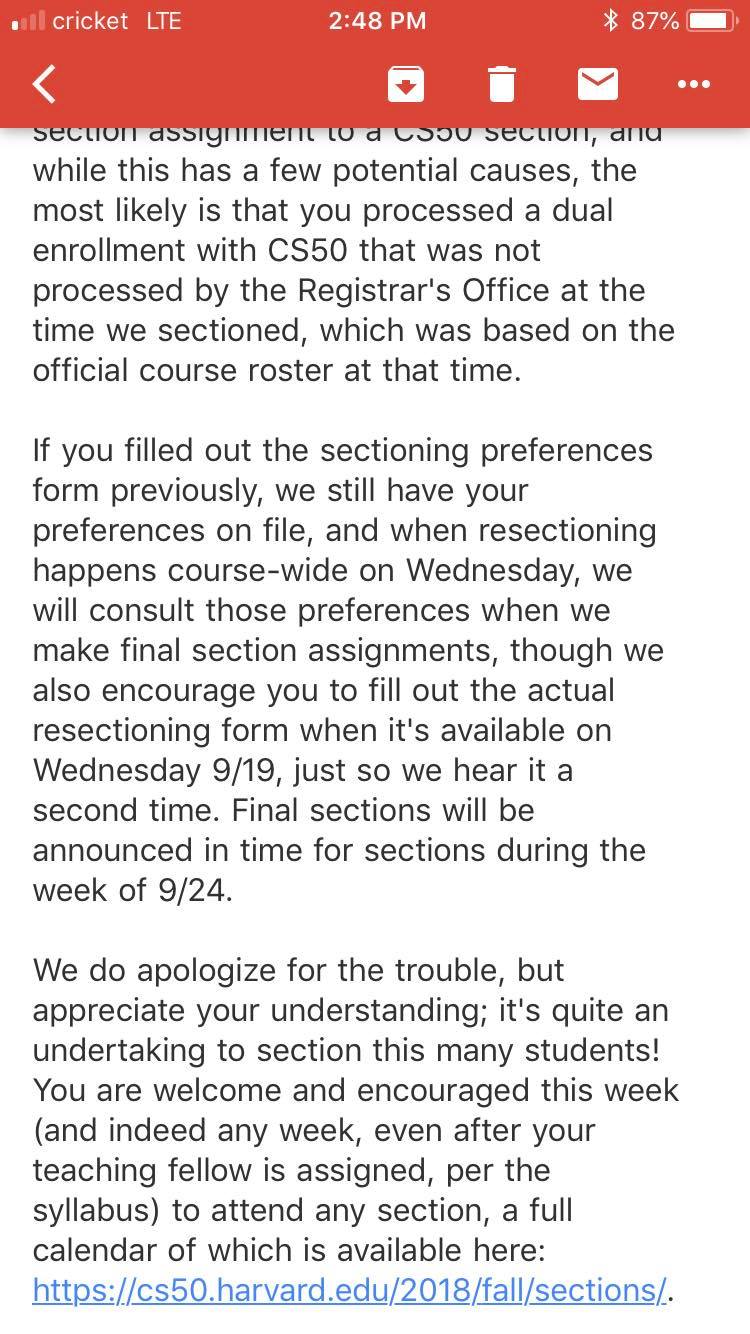 cricket LTE 2:48 PM 87%
section assignment to a CS50 section, and
while this has a few potential causes, the
most likely is that you processed a dual
enrollment with CS50 that was not
processed by the Registrar's Office at the
time we sectioned, which was based on the
official course roster at that time.
If you filled out the sectioning preferences
form previously, we still have your
preferences on file, and when resectioning
happens course-wide on Wednesday, we
will consult those preferences when we
make final section assignments, though we
also encourage you to fill out the actual
resectioning form when it's available on
Wednesday 9/19, just so we hear it a
second time. Final sections will be
announced in time for sections during the
week of 9/24.
We do apologize for the trouble, but
appreciate your understanding; it's quite an
undertaking to section this many students!
You are welcome and encouraged this week
(and indeed any week, even after your
teaching fellow is assigned, per the
syllabus) to attend any section, a full
calendar of which is available here:
https://cs50.harvard.edu/2018/fall/sections/.